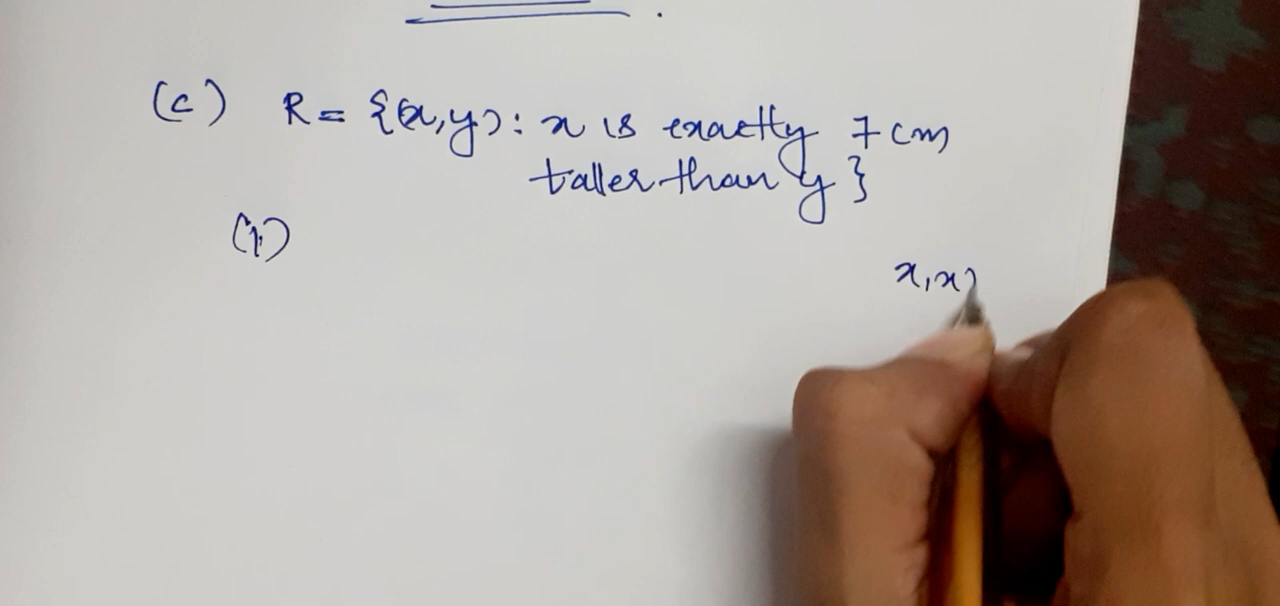 (c) R = {(x,y): x is exactly 7 cm
taller than y}
(i)
x,x)